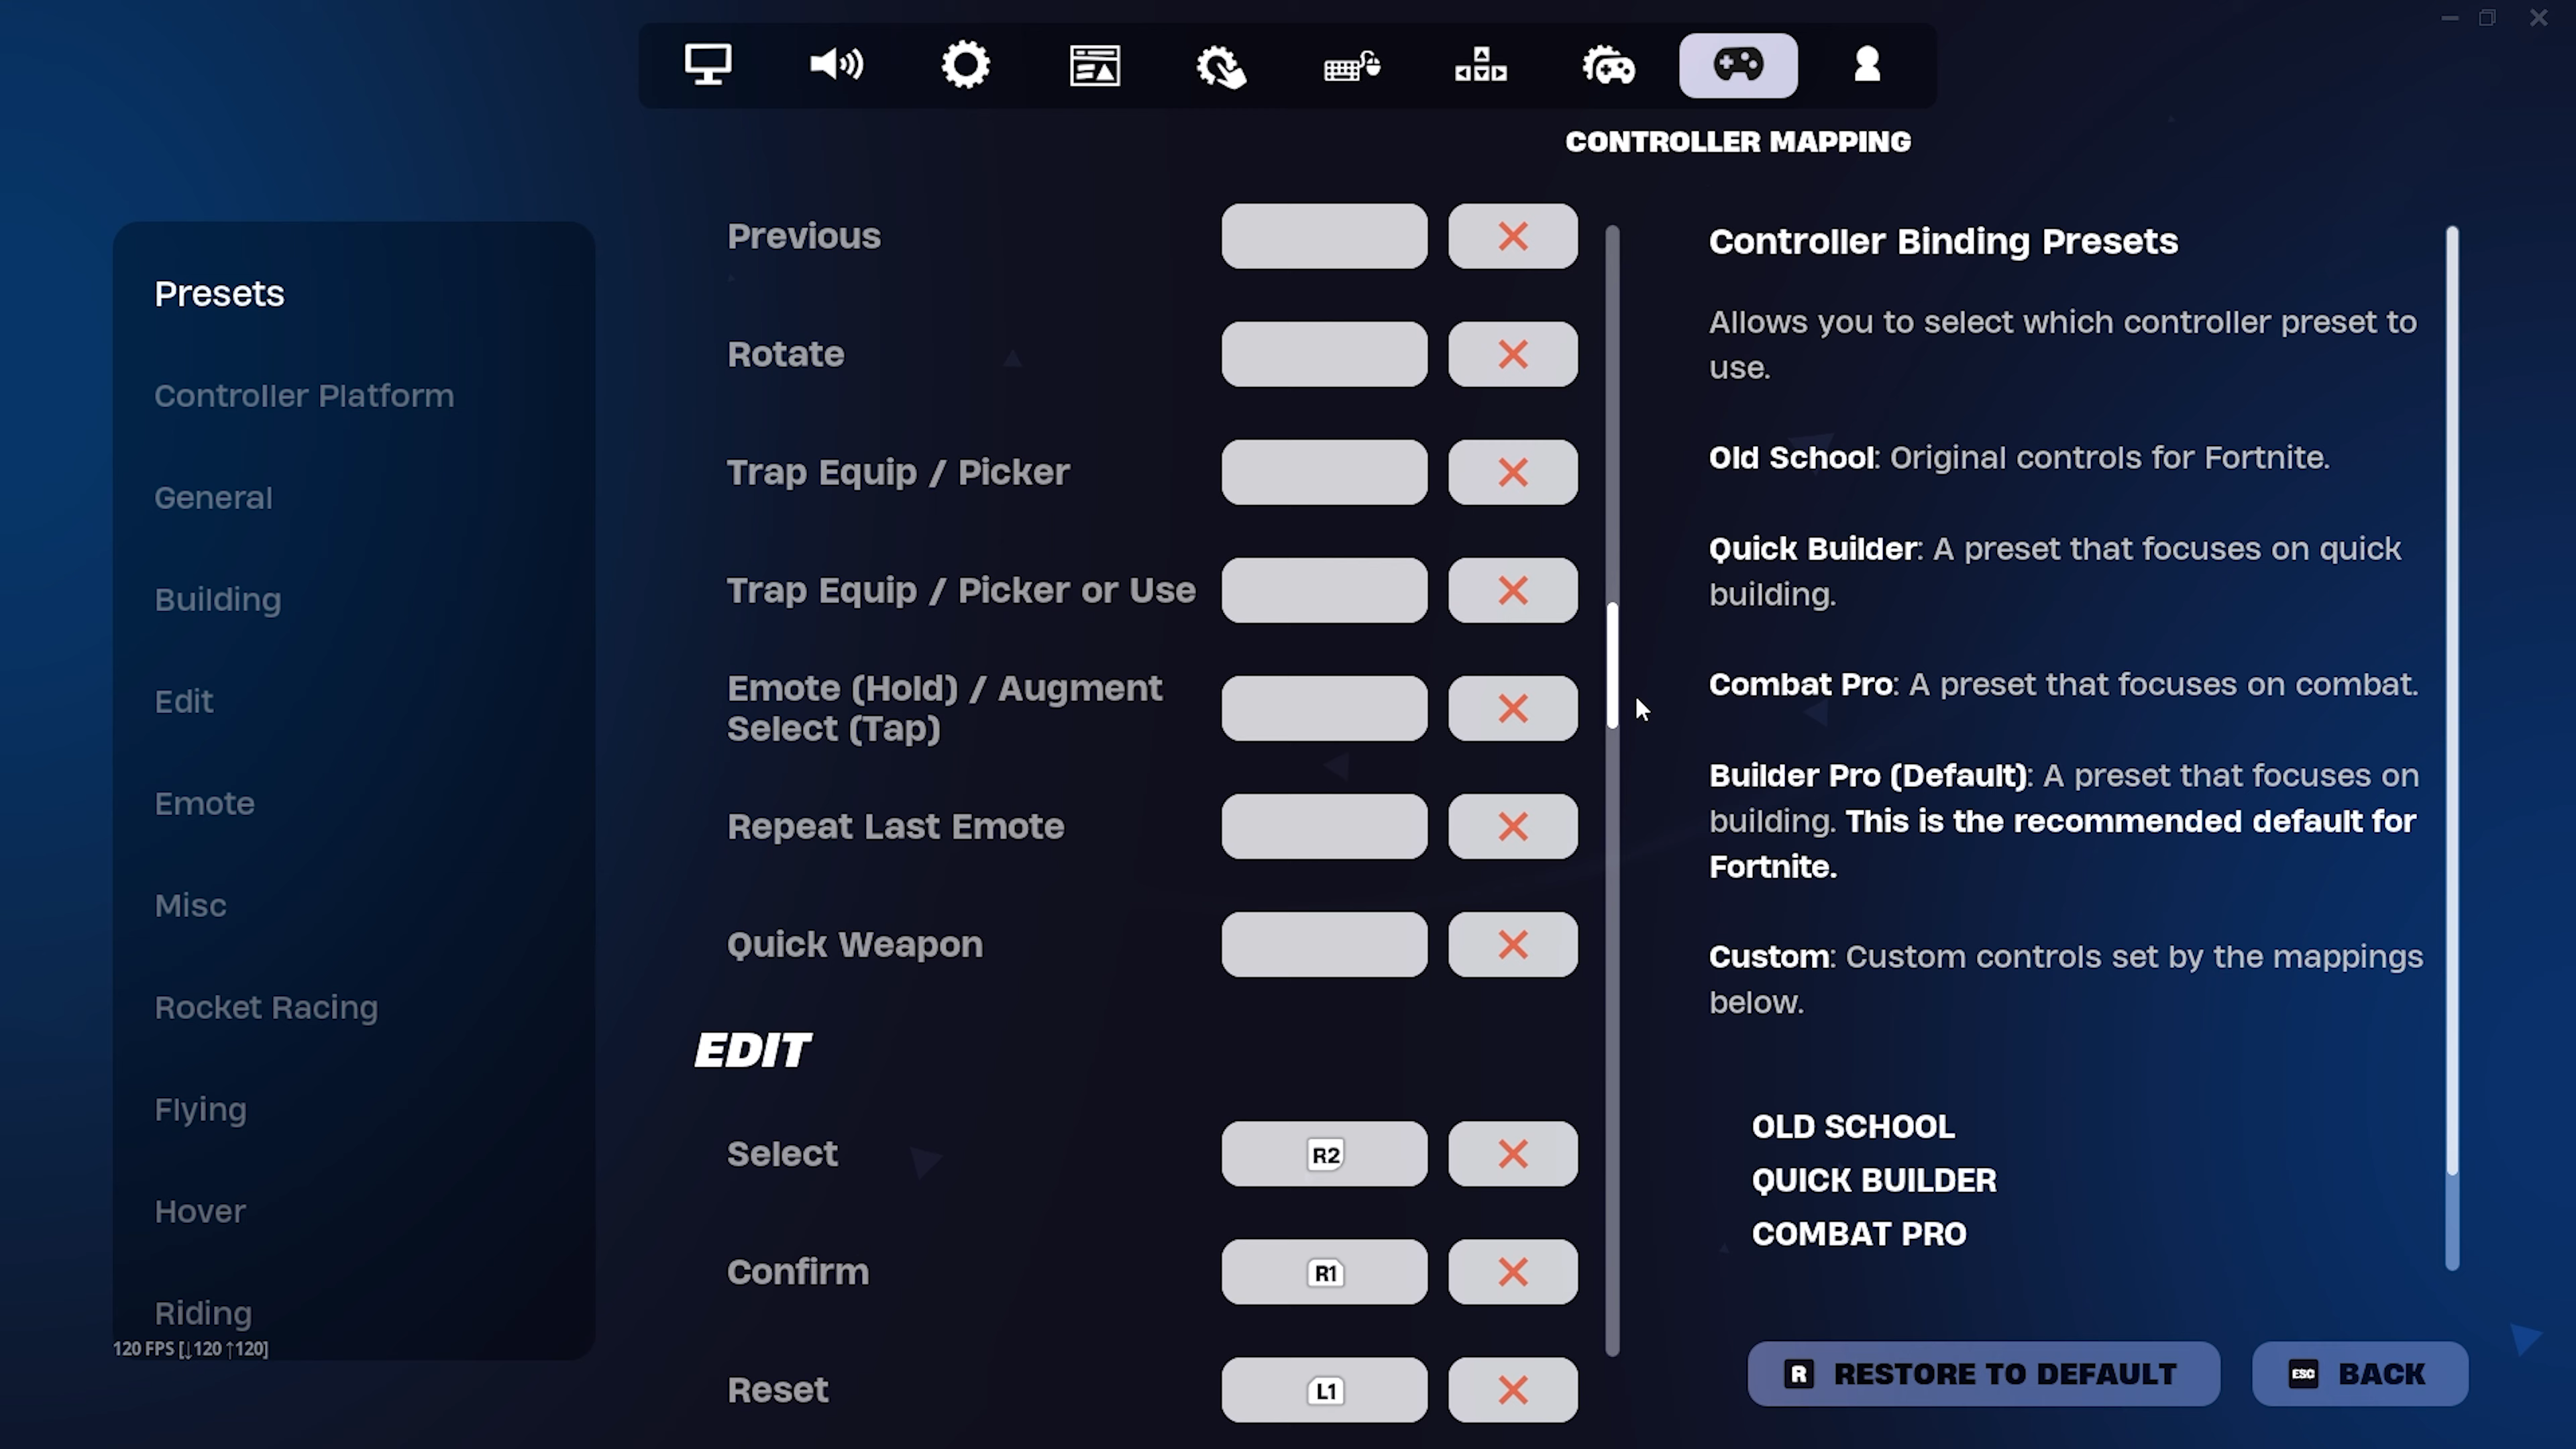 CONTROLLER MAPPING
Presets
Controller Platform
General
Building
Edit
Emote
Misc
Rocket Racing
Flying
Hover
Riding
120 FPS [↓120 ↑120]
Previous
Rotate
Trap Equip / Picker
Trap Equip / Picker or Use
Emote (Hold) / Augment
Select (Tap)
Repeat Last Emote
Quick Weapon
EDIT
Select R2
Confirm R1
Reset L1
Controller Binding Presets
Allows you to select which controller preset to
use.
Old School: Original controls for Fortnite.
Quick Builder: A preset that focuses on quick
building.
Combat Pro: A preset that focuses on combat.
Builder Pro (Default): A preset that focuses on
building. This is the recommended default for
Fortnite.
Custom: Custom controls set by the mappings
below.
OLD SCHOOL
QUICK BUILDER
COMBAT PRO
R RESTORE TO DEFAULT
ESC BACK